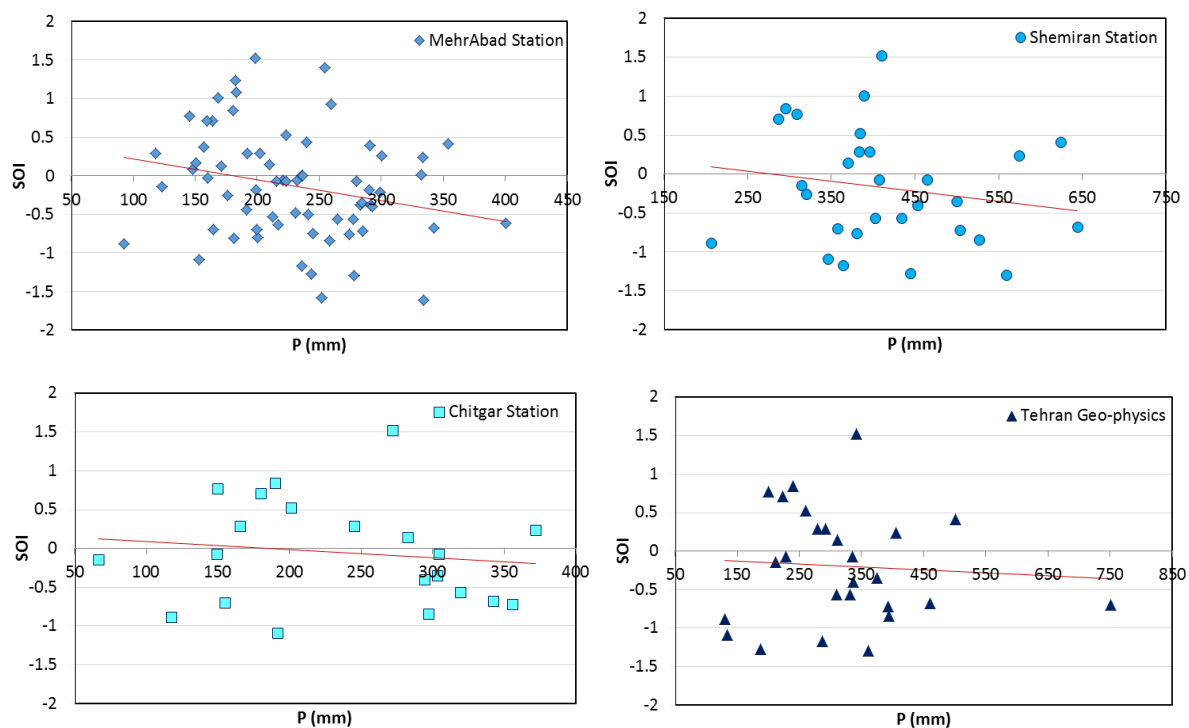 2
1.5
1
0.5
0
-0.5
-1
-1.5
-2
SOI
MehrAbad Station
50 100 150 200 250 300 350 400 450
P (mm)
2
1.5
1
0.5
0
-0.5
-1
-1.5
-2
SOI
Shemiran Station
150 250 350 450 550 650 750
P (mm)
2
1.5
1
0.5
0
-0.5
-1
-1.5
-2
SOI
Chitgar Station
50 100 150 200 250 300 350 400
P (mm)
2
1.5
1
0.5
0
-0.5
-1
-1.5
-2
SOI
Tehran Geo-physics
50 150 250 350 450 550 650 750 850
P (mm)